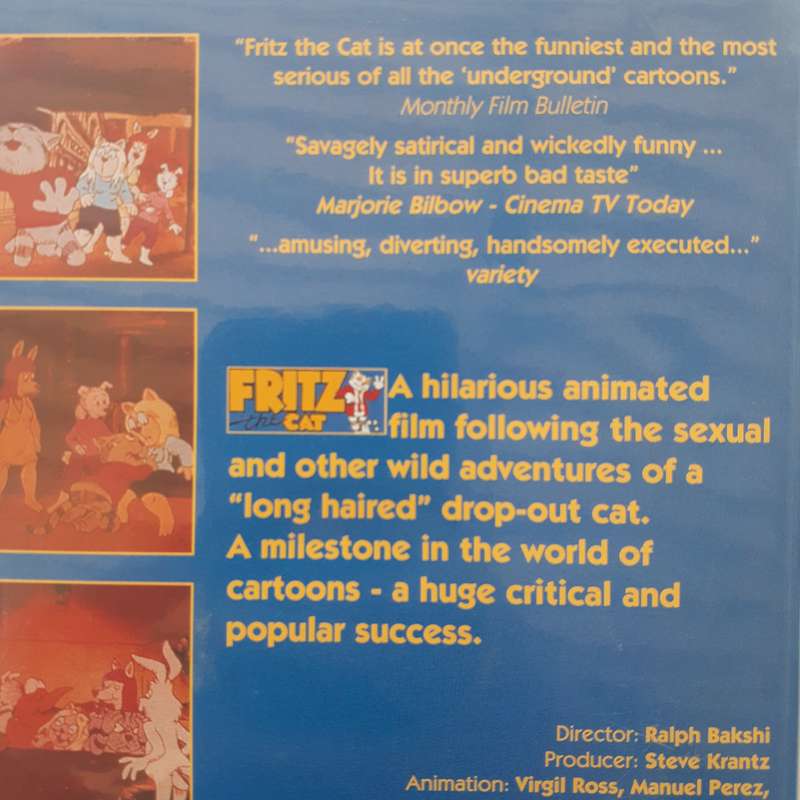 "Fritz the Cat is at once the funniest and the most
serious of all the 'underground' cartoons."
Monthly Film Bulletin
"Savagely satirical and wickedly funny ...
It is in superb bad taste"
Marjorie Bilbow - Cinema TV Today
"...amusing, diverting, handsomely executed..."
variety
FRITZ
the CAT
A hilarious animated
film following the sexual
and other wild adventures of a
"long haired" drop-out cat.
A milestone in the world of
cartoons - a huge critical and
popular success.
Director: Ralph Bakshi
Producer: Steve Krantz
Animation: Virgil Ross, Manuel Perez,